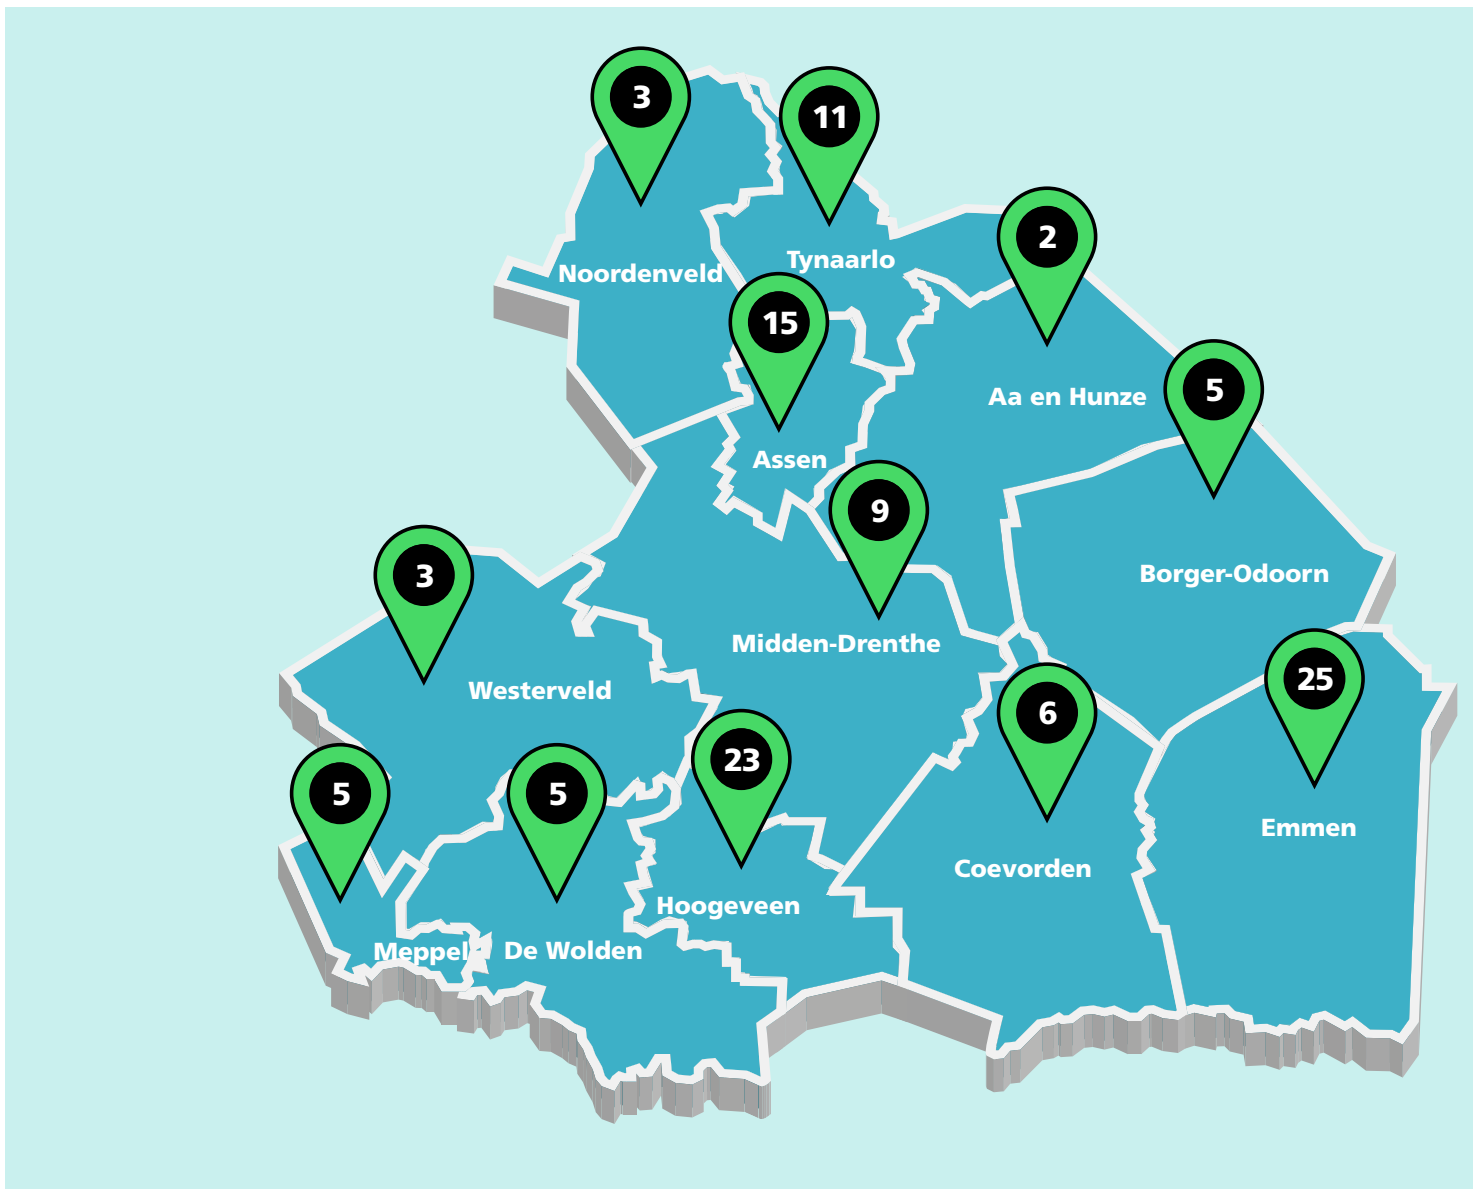 3
11
2
Tynaarlo
Noordenveld
15
5
Aa en Hunze
Assen
9
3
Borger-Odoorn
Midden-Drenthe
25
Westerveld
6
23
5
5
Emmen
Coevorden
Hoogeveen
Meppel
De Wolden